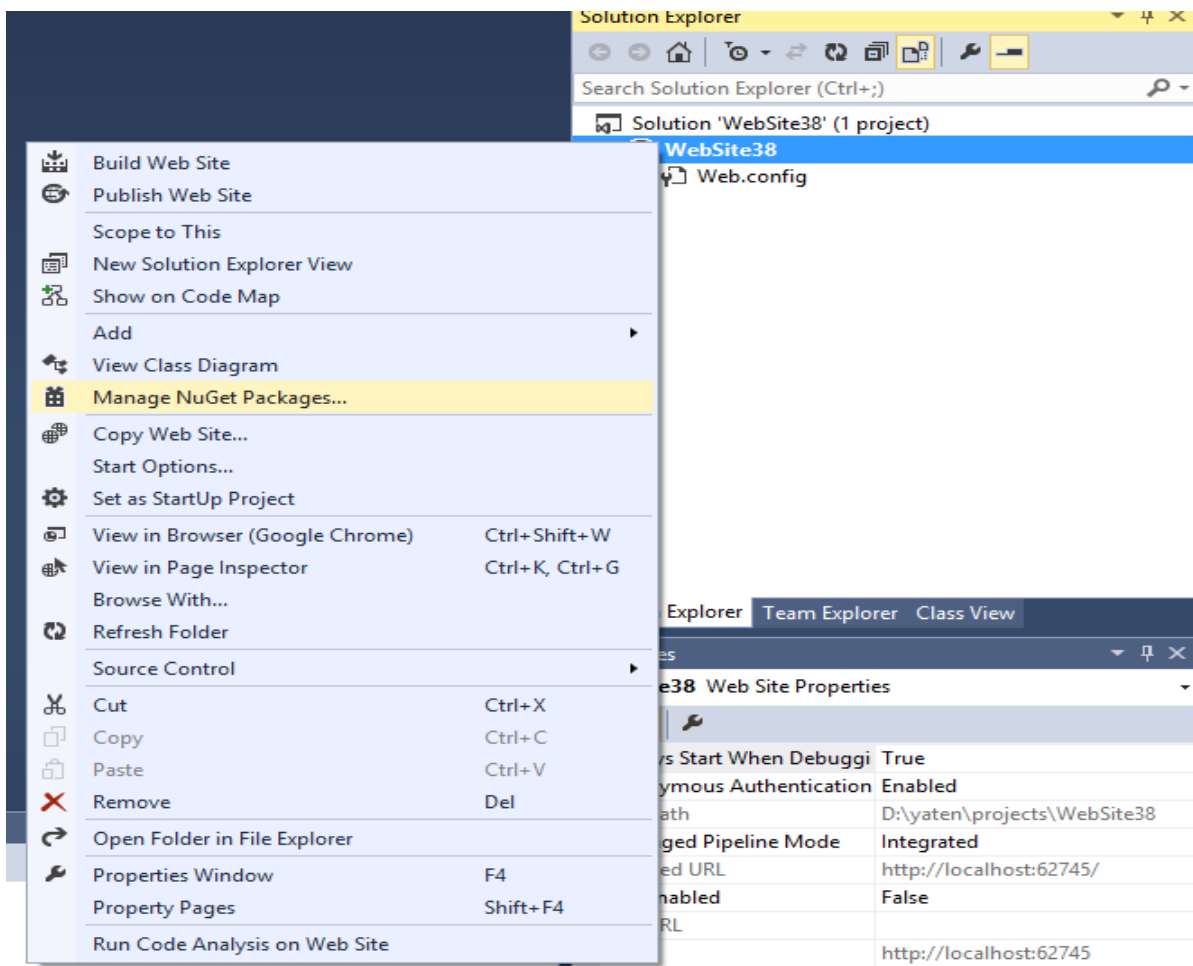 Solution Explorer
Search Solution Explorer (Ctrl+;)
Solution 'WebSite38' (1 project)
WebSite38
Web.config
Build Web Site
Publish Web Site
Scope to This
New Solution Explorer View
Show on Code Map
Add
View Class Diagram
Manage NuGet Packages...
Copy Web Site...
Start Options...
Set as StartUp Project
View in Browser (Google Chrome) Ctrl+Shift+W
View in Page Inspector Ctrl+K, Ctrl+G
Browse With...
Refresh Folder
Source Control
Cut Ctrl+X
Copy Ctrl+C
Paste Ctrl+V
Remove Del
Open Folder in File Explorer
Properties Window F4
Property Pages Shift+F4
Run Code Analysis on Web Site
Explorer Team Explorer Class View
es
e38 Web Site Properties
ys Start When Debuggi True
ymous Authentication Enabled
ath D:\yaten\projects\WebSite38
ged Pipeline Mode Integrated
ed URL http://localhost:62745/
nabled False
RL
http://localhost:62745